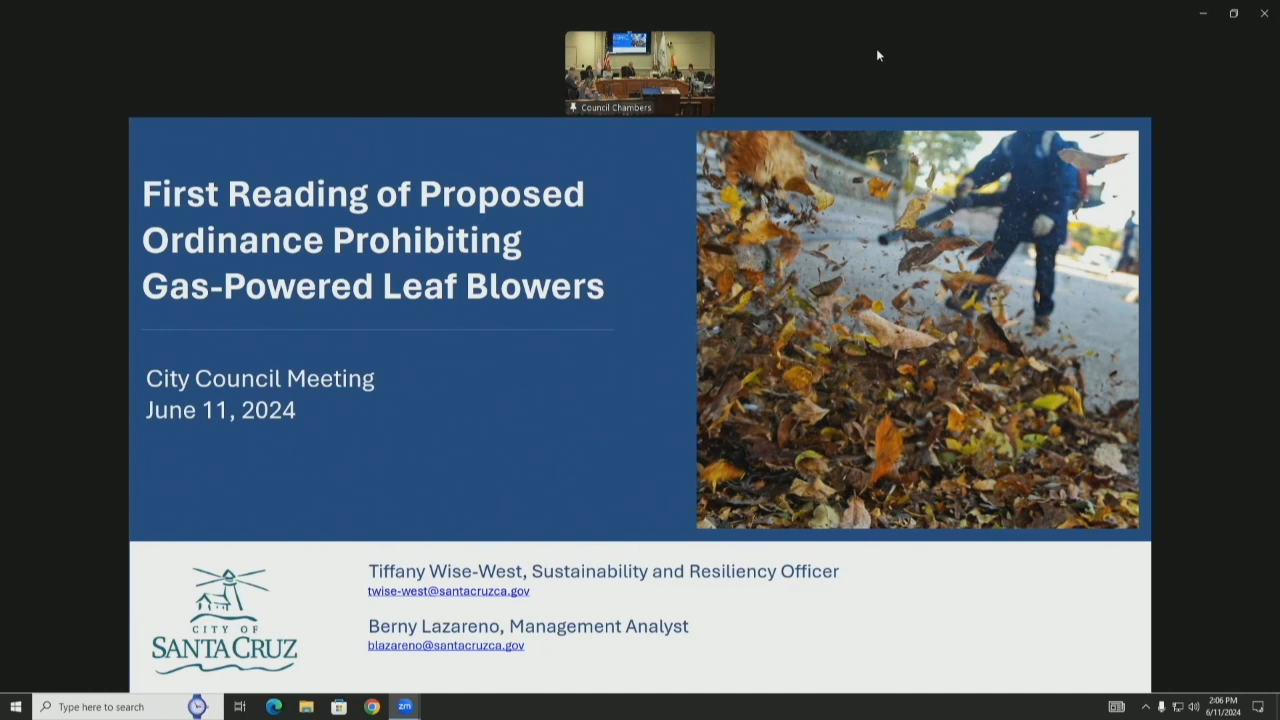 Council Chambers
First Reading of Proposed
Ordinance Prohibiting
Gas-Powered Leaf Blowers
City Council Meeting
June 11, 2024
CITY OF
SANTA CRUZ
Tiffany Wise-West, Sustainability and Resiliency Officer
twise-west@santacruzca.gov
Berny Lazareno, Management Analyst
blazareno@santacruzca.gov
Type here to search
zm
2:06 PM
6/11/2024